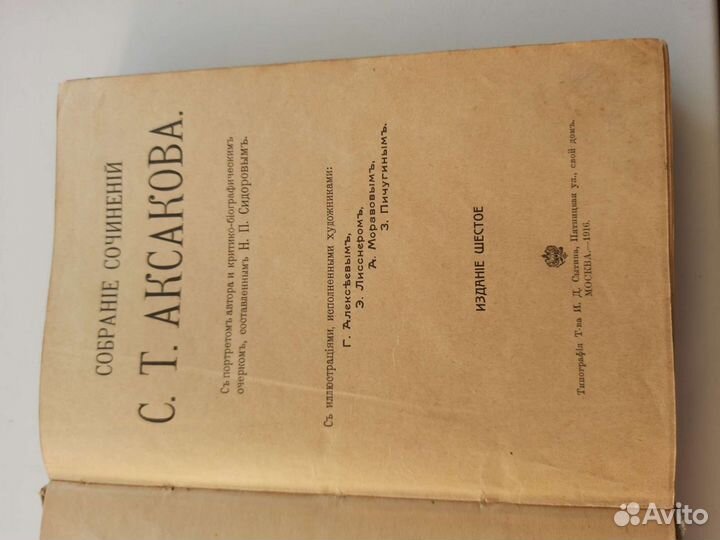 СОБРАНІЕ СОЧИНЕНІЙ
С. Т. АКСАКОВА.
Съ портретомъ автора и критико-біографическимъ
очеркомъ, составленнымъ Н. П. Сидоровымъ.
Съ иллюстраціями, исполненными художниками:
Г. Алексѣевымъ,
Э. Лисснеромъ,
А. Моравовымъ,
З. Пичугинымъ.
ИЗДАНІЕ ШЕСТОЕ
Типографія Т-ва И. Д. Сытина, Пятницкая ул., свой домъ.
МОСКВА.—1916.
Avito